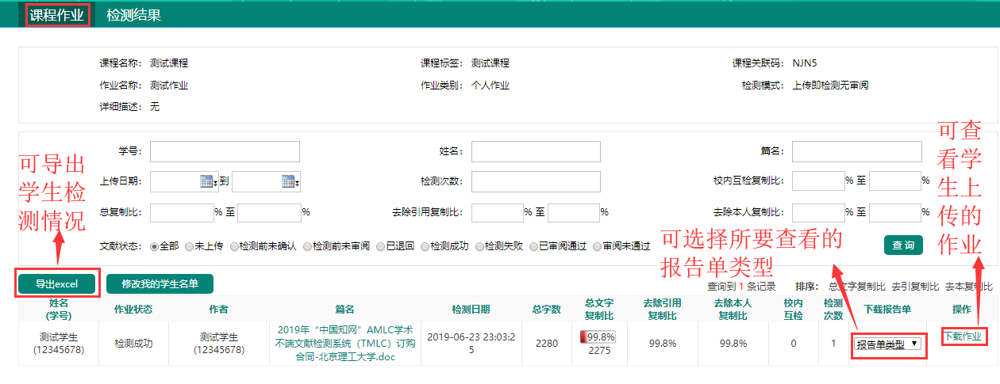 课程作业 检测结果
课程名称： 测试课程 课程标签： 测试课程 课程关联码： NJN5
作业名称： 测试作业 作业类别： 个人作业 检测模式： 上传即检测无审阅
详细描述： 无
学号： 姓名： 篇名：
上传日期： 到 检测次数： 校内互检复制比： % 至 %
总复制比： % 至 % 去除引用复制比： % 至 % 去除本人复制比： % 至 %
文献状态： 全部 未上传 检测前未确认 检测前未审阅 已退回 检测成功 检测失败 已审阅通过 审阅未通过 查 询
可导出
学生检
测情况
可查
看学
生上
传的
作业
可选择所要查看的
报告单类型
导出excel 修改我的学生名单 查询到 1 条记录 排序： 总文字复制比 去引复制比 去本复制比
姓名
(学号)
作业状态
作者
篇名
检测日期
总字数
总文字
复制比
去除引用
复制比
去除本人
复制比
校内
互检
检测
次数
下载报告单
操作
测试学生
(12345678)
检测成功
测试学生
(12345678)
2019年“中国知网”AMLC学术
不端文献检测系统（TMLC）订购
合同-北京理工大学.doc
2019-06-23 23:03:2
5
2280
99.8%
2275
99.8%
99.8%
0
1
报告单类型
下载作业